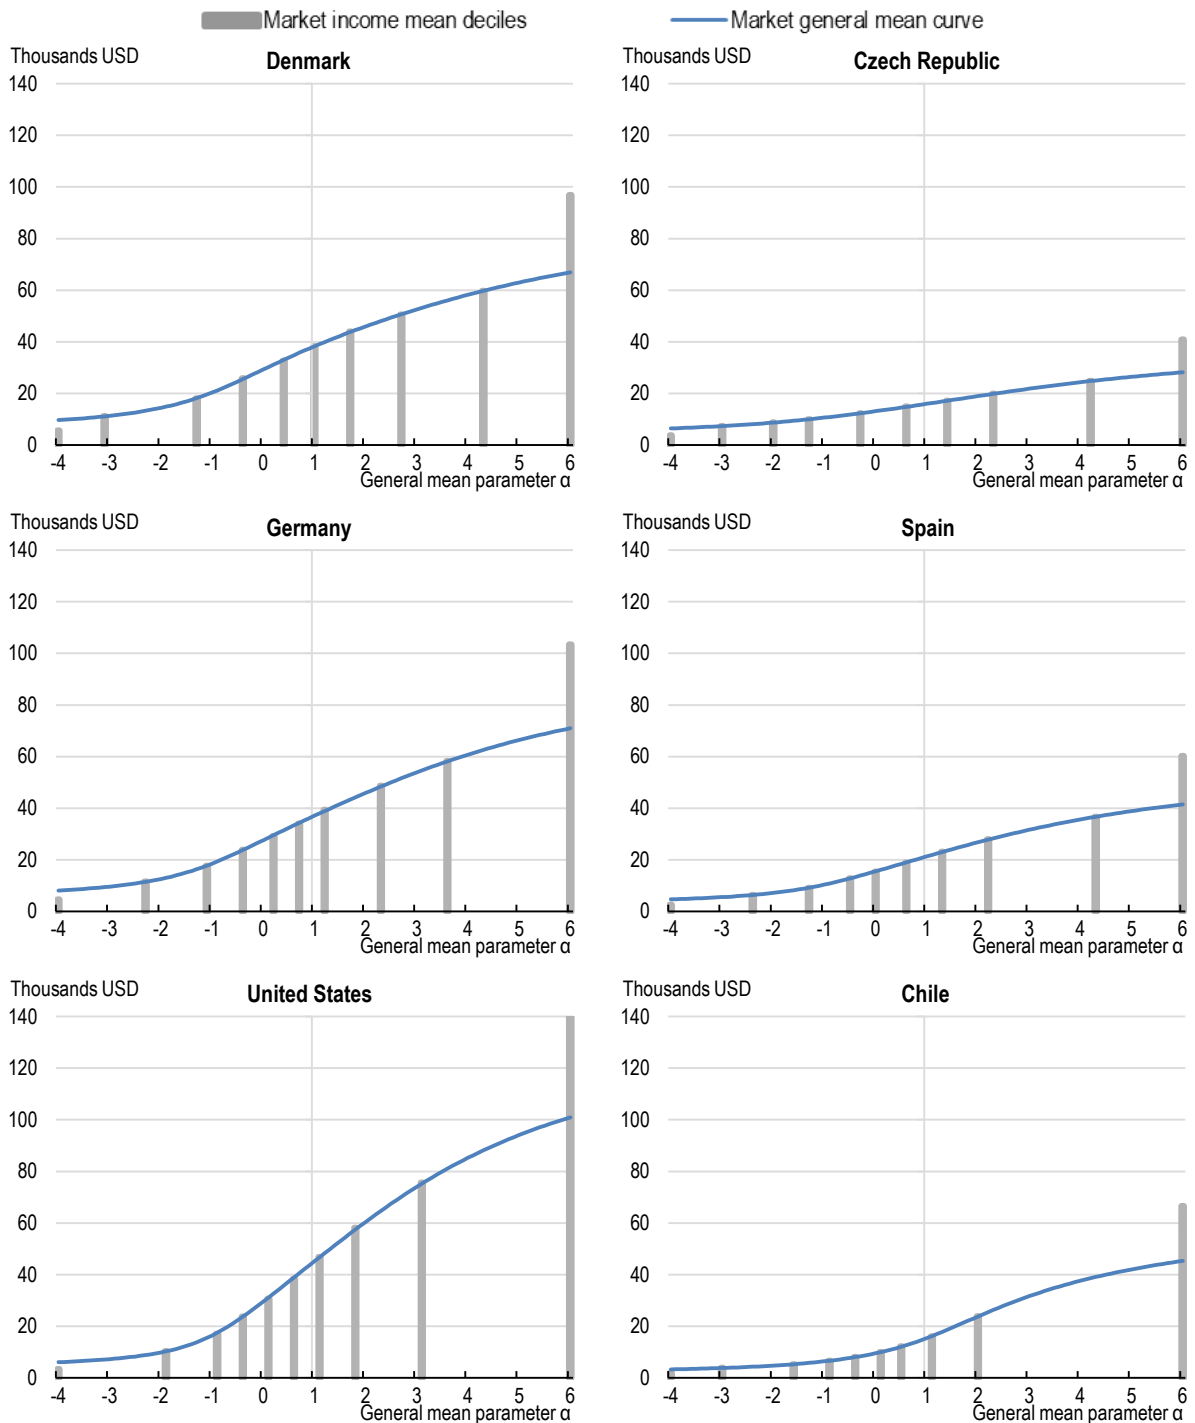 Market income mean deciles Market general mean curve
Thousands USD Denmark
140
120
100
80
60
40
20
0
-4 -3 -2 -1 0 1 2 3 4 5 6
General mean parameter α
Thousands USD Czech Republic
140
120
100
80
60
40
20
0
-4 -3 -2 -1 0 1 2 3 4 5 6
General mean parameter α
Thousands USD Germany
140
120
100
80
60
40
20
0
-4 -3 -2 -1 0 1 2 3 4 5 6
General mean parameter α
Thousands USD Spain
140
120
100
80
60
40
20
0
-4 -3 -2 -1 0 1 2 3 4 5 6
General mean parameter α
Thousands USD United States
140
120
100
80
60
40
20
0
-4 -3 -2 -1 0 1 2 3 4 5 6
General mean parameter α
Thousands USD Chile
140
120
100
80
60
40
20
0
-4 -3 -2 -1 0 1 2 3 4 5 6
General mean parameter α